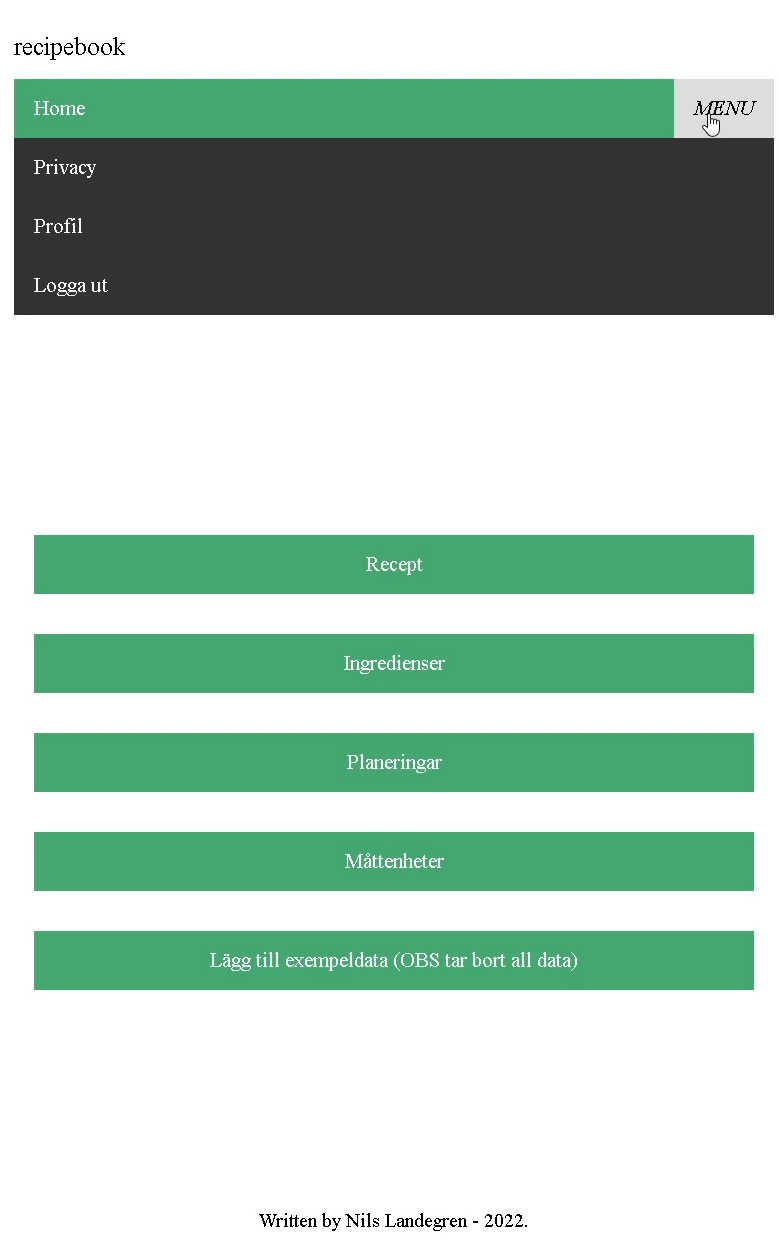 recipebook
Home MENU
Privacy
Profil
Logga ut
Recept
Ingredienser
Planeringar
Måttenheter
Lägg till exempeldata (OBS tar bort all data)
Written by Nils Landegren - 2022.